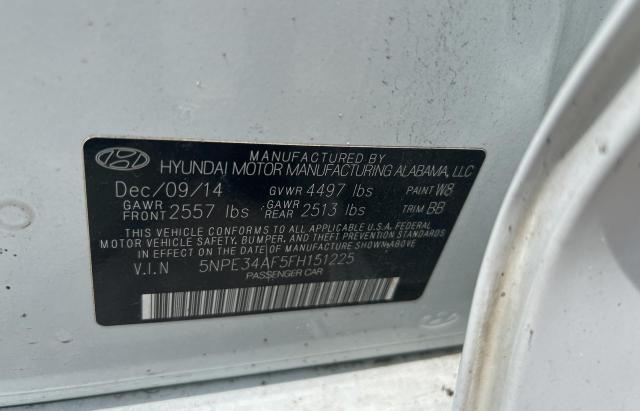 MANUFACTURED BY
HYUNDAI MOTOR MANUFACTURING ALABAMA, LLC
Dec/09/14 GVWR 4497 lbs PAINT W8
GAWR FRONT 2557 lbs GAWR REAR 2513 lbs TRIM BB
THIS VEHICLE CONFORMS TO ALL APPLICABLE U.S.A. FEDERAL
MOTOR VEHICLE SAFETY, BUMPER, AND THEFT PREVENTION
STANDARDS IN EFFECT ON THE DATE OF MANUFACTURE SHOWN ABOVE.
V.I.N 5NPE34AF5FH151225
PASSENGER CAR